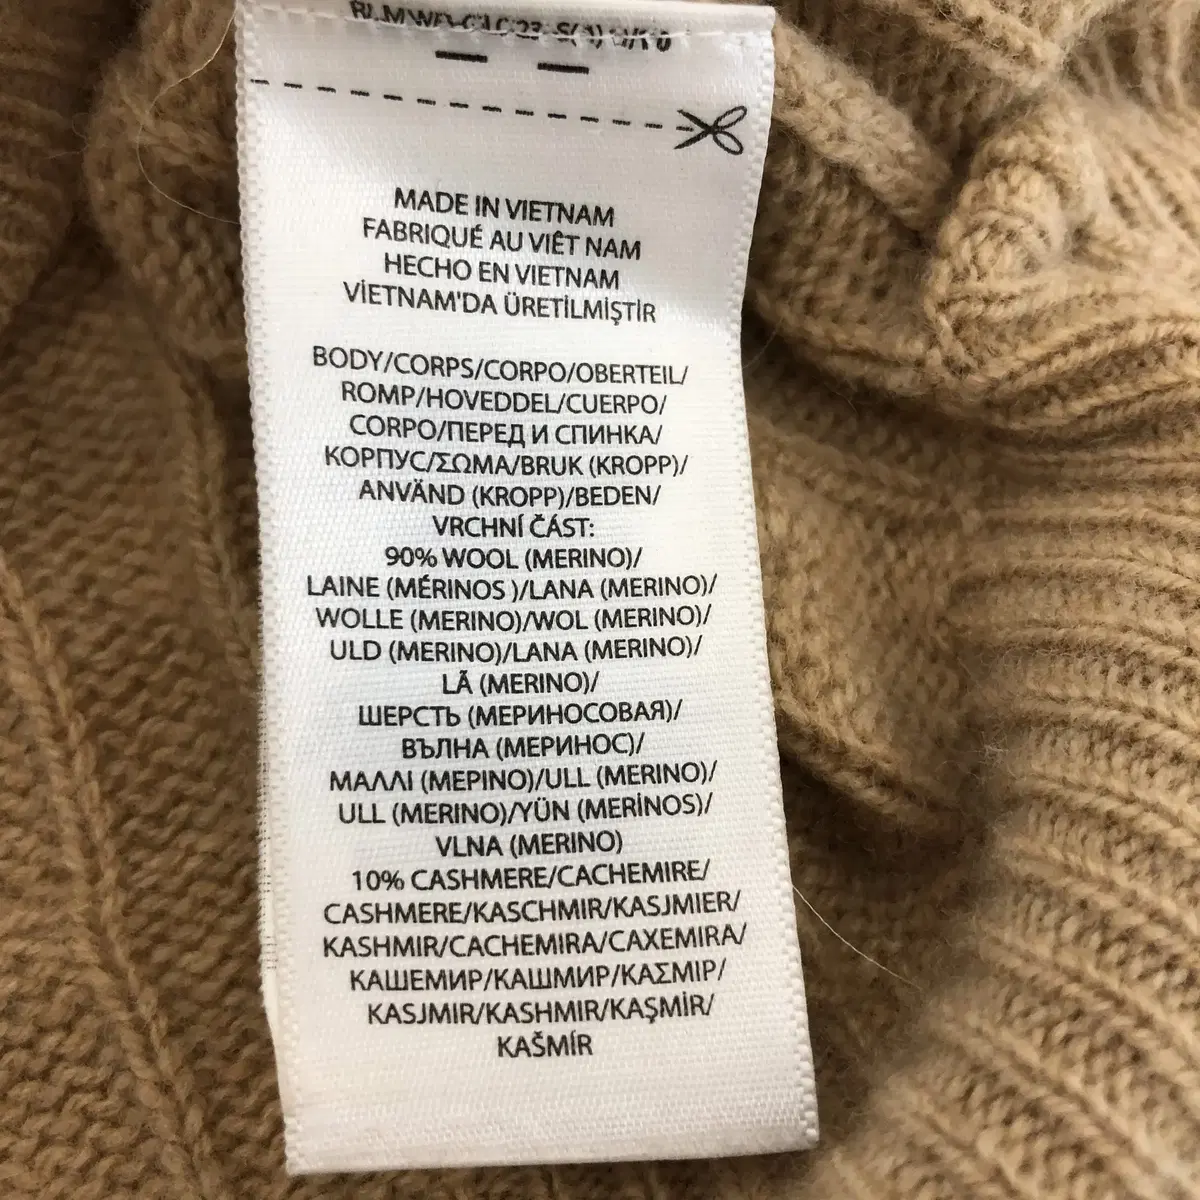 MADE IN VIETNAM
FABRIQUÉ AU VIÊT NAM
HECHO EN VIETNAM
VİETNAM'DA ÜRETİLMİŞTİR
BODY/CORPS/CORPO/OBERTEIL/
ROMP/HOVEDDEL/CUERPO/
CORPO/ПЕРЕД И СПИНКА/
КОРПУС/ΣΩΜΑ/BRUK (KROPP)/
ANVÄND (KROPP)/BEDEN/
VRCHNÍ ČÁST:
90% WOOL (MERINO)/
LAINE (MÉRINOS )/LANA (MERINO)/
WOLLE (MERINO)/WOL (MERINO)/
ULD (MERINO)/LANA (MERINO)/
LÃ (MERINO)/
ШЕРСТЬ (МЕРИНОСОВАЯ)/
ВЪЛНА (МЕРИНОС)/
ΜΑΛΛΙ (ΜΕΡΙΝΟ)/ULL (MERINO)/
ULL (MERINO)/YÜN (MERİNOS)/
VLNA (MERINO)
10% CASHMERE/CACHEMIRE/
CASHMERE/KASCHMIR/KASJMIER/
KASHMIR/CACHEMIRA/CAXEMIRA/
КАШЕМИР/КАШМИР/ΚΑΣΜΙΡ/
KASJMIR/KASHMIR/KAŞMİR/
KAŠMÍR